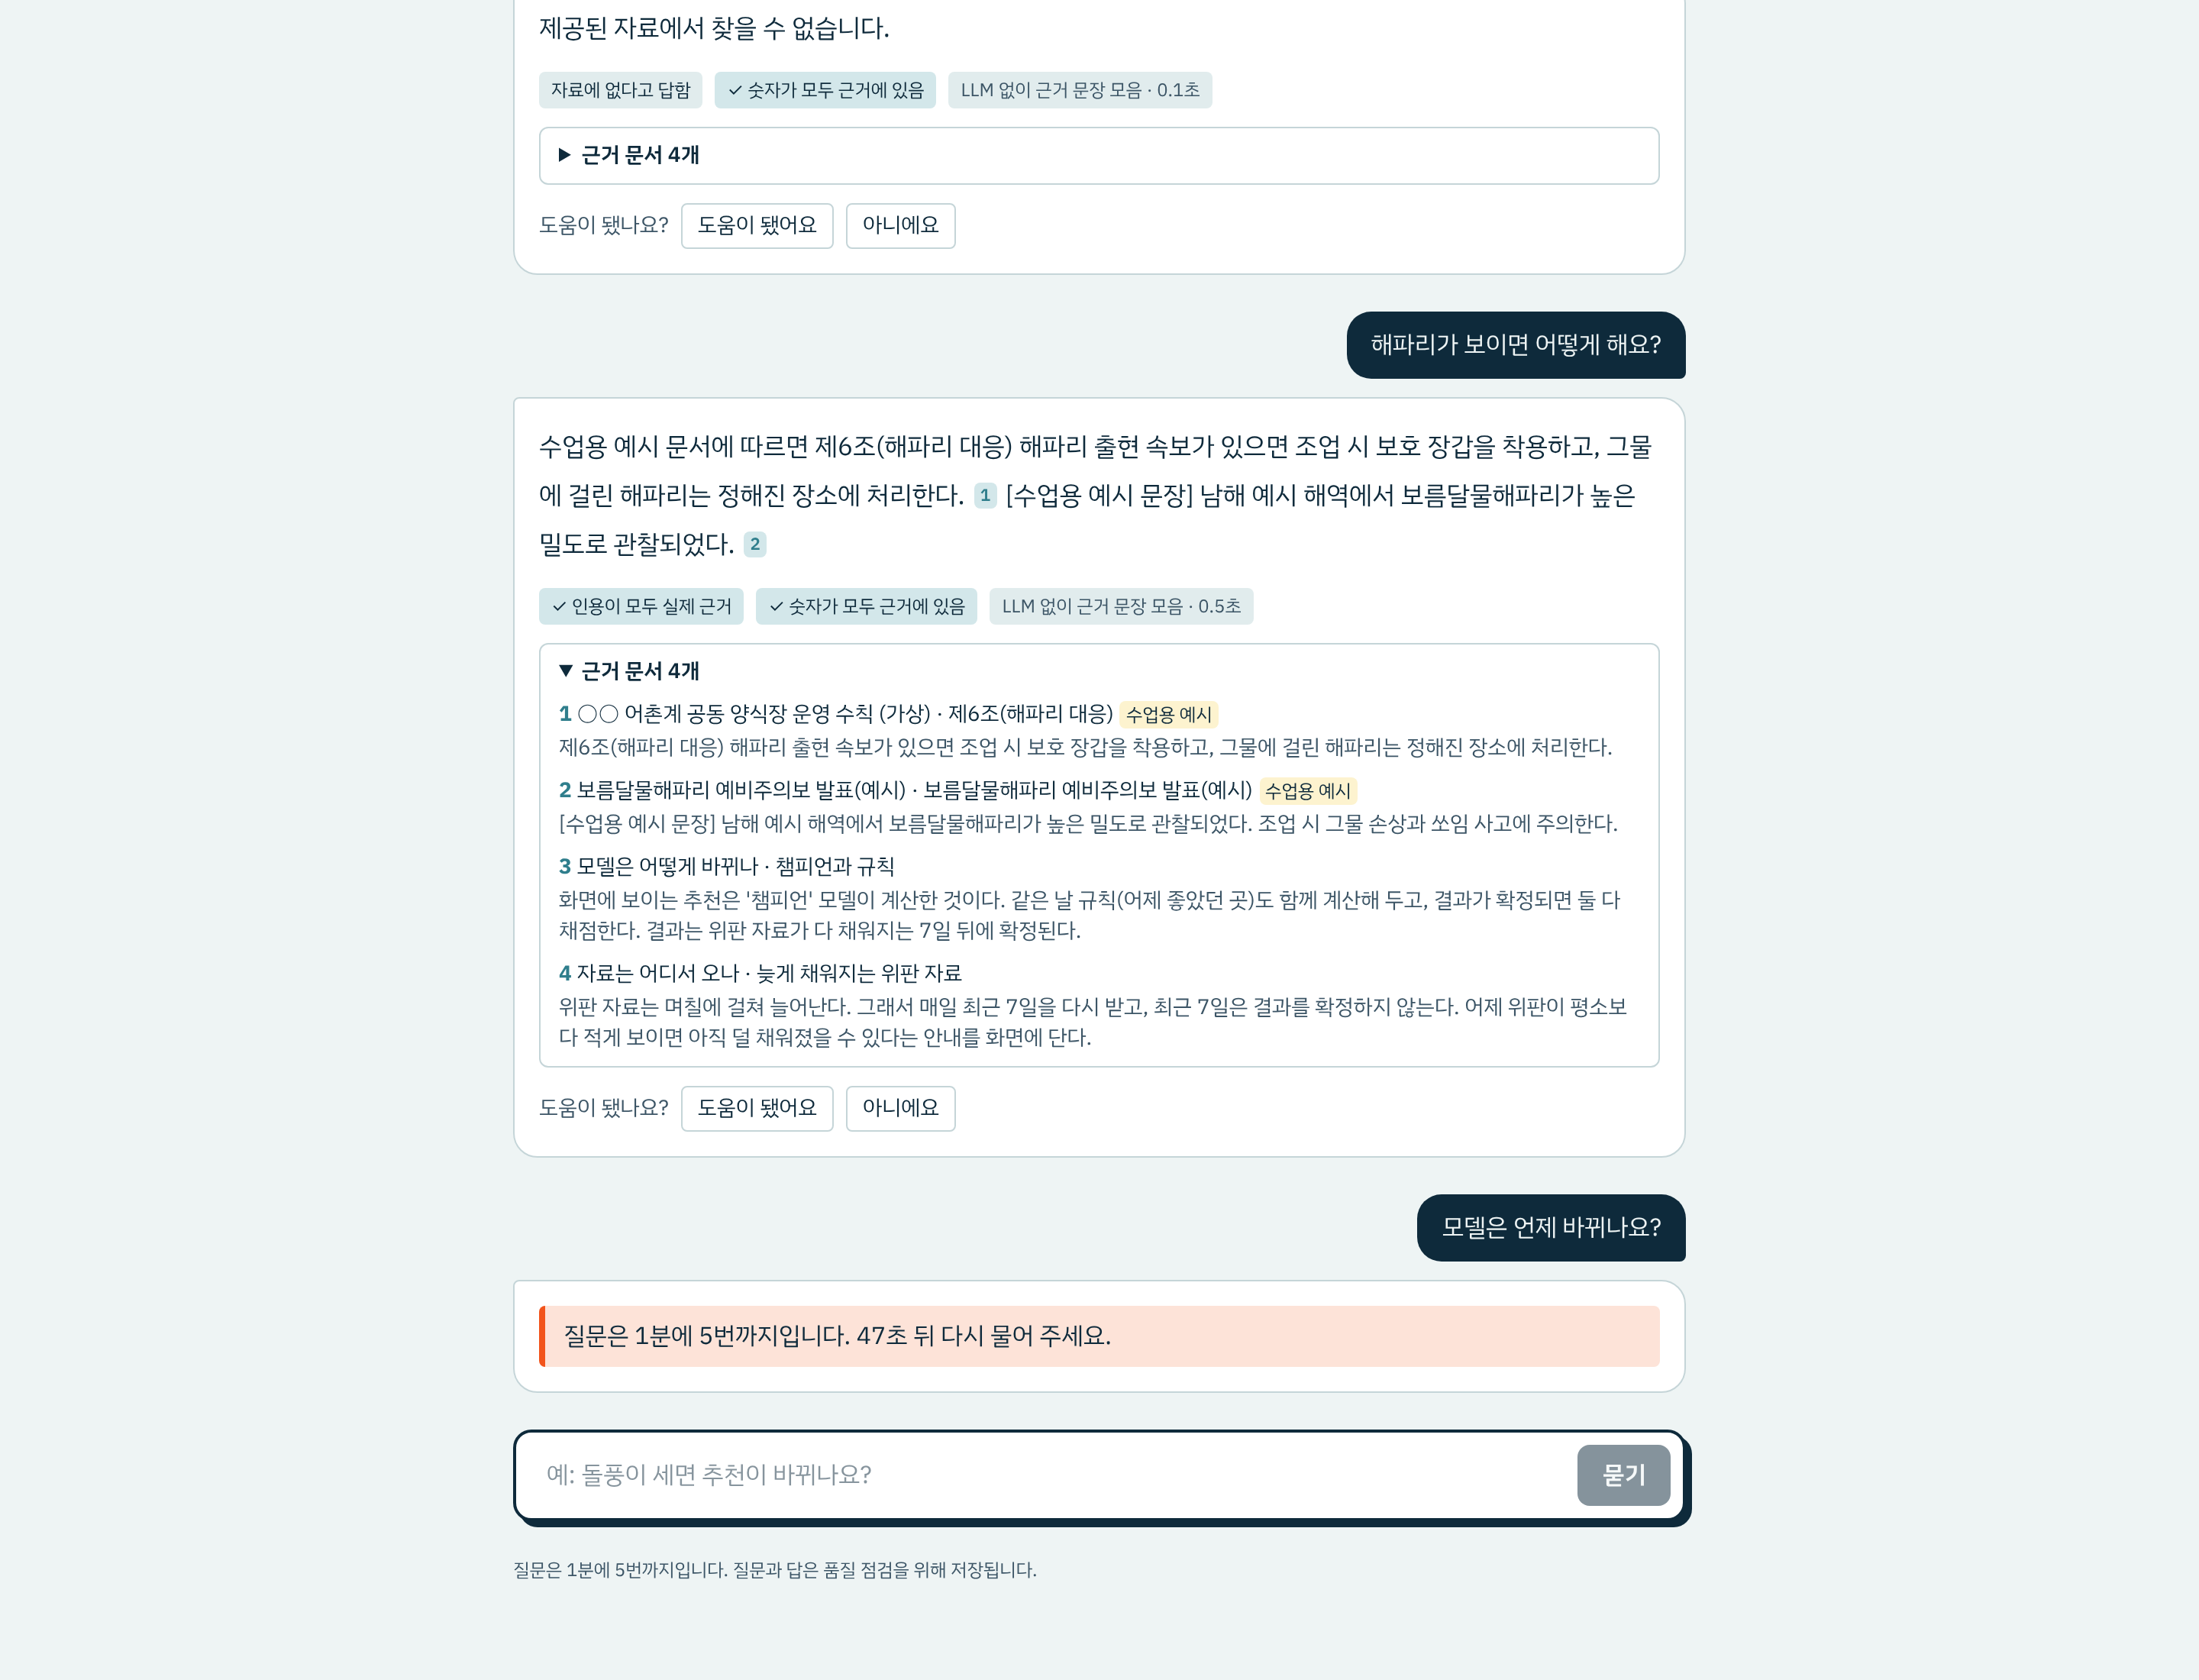 제공된 자료에서 찾을 수 없습니다.
자료에 없다고 답함 ✓ 숫자가 모두 근거에 있음 LLM 없이 근거 문장 모음 · 0.1초
▶ 근거 문서 4개
도움이 됐나요? 도움이 됐어요 아니에요
해파리가 보이면 어떻게 해요?
수업용 예시 문서에 따르면 제6조(해파리 대응) 해파리 출현 속보가 있으면 조업 시 보호 장갑을 착용하고, 그물
에 걸린 해파리는 정해진 장소에 처리한다. 1 [수업용 예시 문장] 남해 예시 해역에서 보름달물해파리가 높은
밀도로 관찰되었다. 2
✓ 인용이 모두 실제 근거 ✓ 숫자가 모두 근거에 있음 LLM 없이 근거 문장 모음 · 0.5초
▼ 근거 문서 4개
1 ○○ 어촌계 공동 양식장 운영 수칙 (가상) · 제6조(해파리 대응) 수업용 예시
제6조(해파리 대응) 해파리 출현 속보가 있으면 조업 시 보호 장갑을 착용하고, 그물에 걸린 해파리는 정해진 장소에 처리한다.
2 보름달물해파리 예비주의보 발표(예시) · 보름달물해파리 예비주의보 발표(예시) 수업용 예시
[수업용 예시 문장] 남해 예시 해역에서 보름달물해파리가 높은 밀도로 관찰되었다. 조업 시 그물 손상과 쏘임 사고에 주의한다.
3 모델은 어떻게 바뀌나 · 챔피언과 규칙
화면에 보이는 추천은 '챔피언' 모델이 계산한 것이다. 같은 날 규칙(어제 좋았던 곳)도 함께 계산해 두고, 결과가 확정되면 둘 다
채점한다. 결과는 위판 자료가 다 채워지는 7일 뒤에 확정된다.
4 자료는 어디서 오나 · 늦게 채워지는 위판 자료
위판 자료는 며칠에 걸쳐 늘어난다. 그래서 매일 최근 7일을 다시 받고, 최근 7일은 결과를 확정하지 않는다. 어제 위판이 평소보
다 적게 보이면 아직 덜 채워졌을 수 있다는 안내를 화면에 단다.
도움이 됐나요? 도움이 됐어요 아니에요
모델은 언제 바뀌나요?
질문은 1분에 5번까지입니다. 47초 뒤 다시 물어 주세요.
예: 돌풍이 세면 추천이 바뀌나요? 묻기
질문은 1분에 5번까지입니다. 질문과 답은 품질 점검을 위해 저장됩니다.